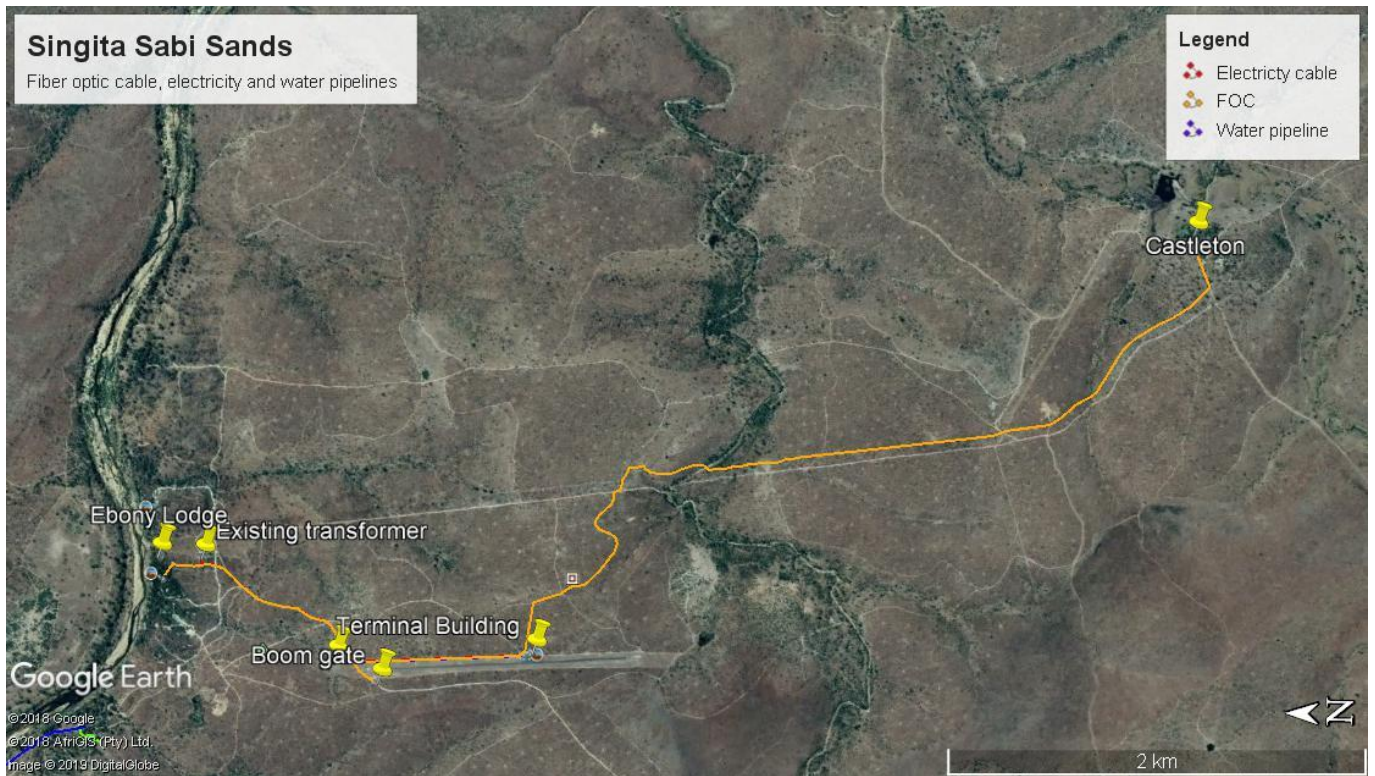 Singita Sabi Sands
Fiber optic cable, electricity and water pipelines
Legend
Electricty cable
FOC
Water pipeline
Castleton
Ebony Lodge
Existing transformer
Terminal Building
Boom gate
Google Earth
©2018 Google
©2018 AfriGIS (Pty) Ltd.
mage © 2019 DigitalGlobe
N
2 km